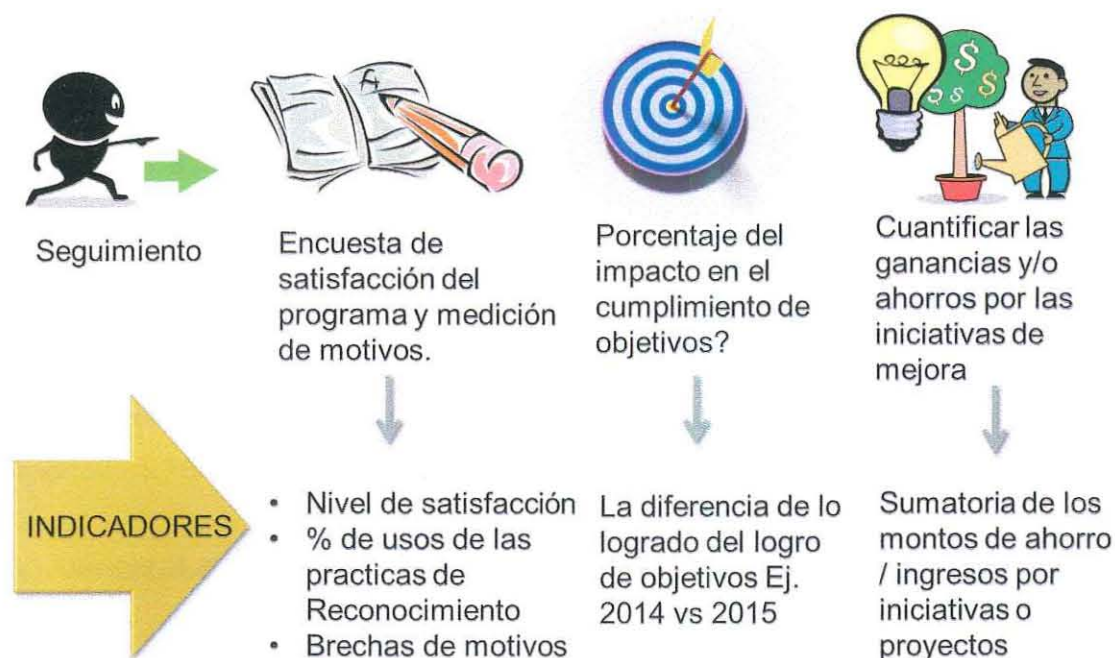 Seguimiento
Encuesta de
satisfacción del
programa y medición
de motivos.
Porcentaje del
impacto en el
cumplimiento de
objetivos?
Cuantificar las
ganancias y/o
ahorros por las
iniciativas de
mejora
INDICADORES
• Nivel de satisfacción
• % de usos de las
practicas de
Reconocimiento
• Brechas de motivos
La diferencia de lo
logrado del logro
de objetivos Ej.
2014 vs 2015
Sumatoria de los
montos de ahorro
/ ingresos por
iniciativas o
proyectos